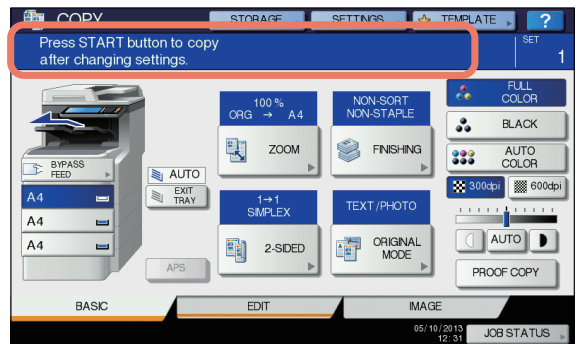 COPY
STORAGE
SETTINGS
TEMPLATE
?
Press START button to copy
after changing settings.
SET
1
100 %
ORG → A4
ZOOM
NON-SORT
NON-STAPLE
FINISHING
FULL
COLOR
BLACK
AUTO
COLOR
300dpi
600dpi
BYPASS
FEED
AUTO
EXIT
TRAY
A4
A4
A4
APS
1→1
SIMPLEX
2-SIDED
TEXT/PHOTO
ORIGINAL
MODE
AUTO
PROOF COPY
BASIC
EDIT
IMAGE
05/10/2013
12:31
JOB STATUS